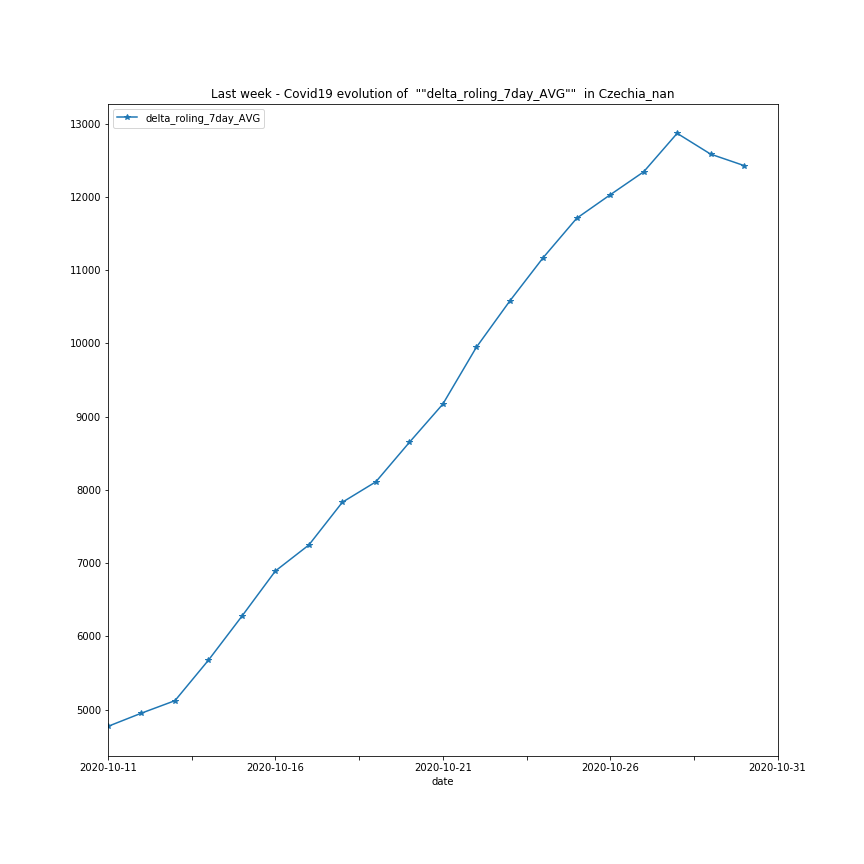 Last week - Covid19 evolution of  ""delta_roling_7day_AVG""  in Czechia_nan
delta_roling_7day_AVG
13000
12000
11000
10000
9000
8000
7000
6000
5000
2020-10-11 2020-10-16 2020-10-21 2020-10-26 2020-10-31
date